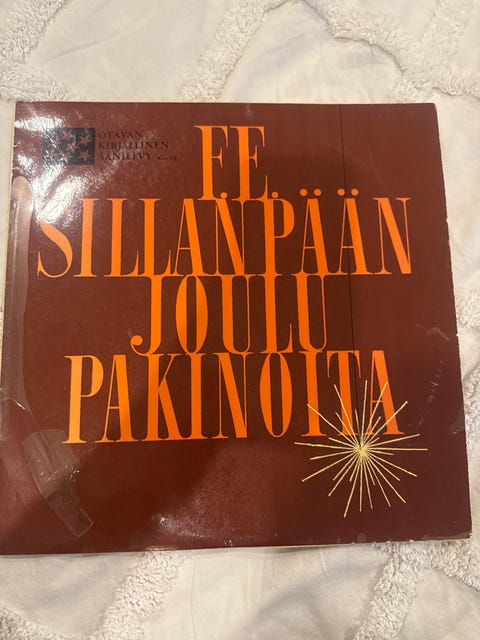 OTAVAN
KIRJALLINEN
ÄÄNILEVY
F.E.
SILLANPÄÄN
JOULU
PAKINOITA